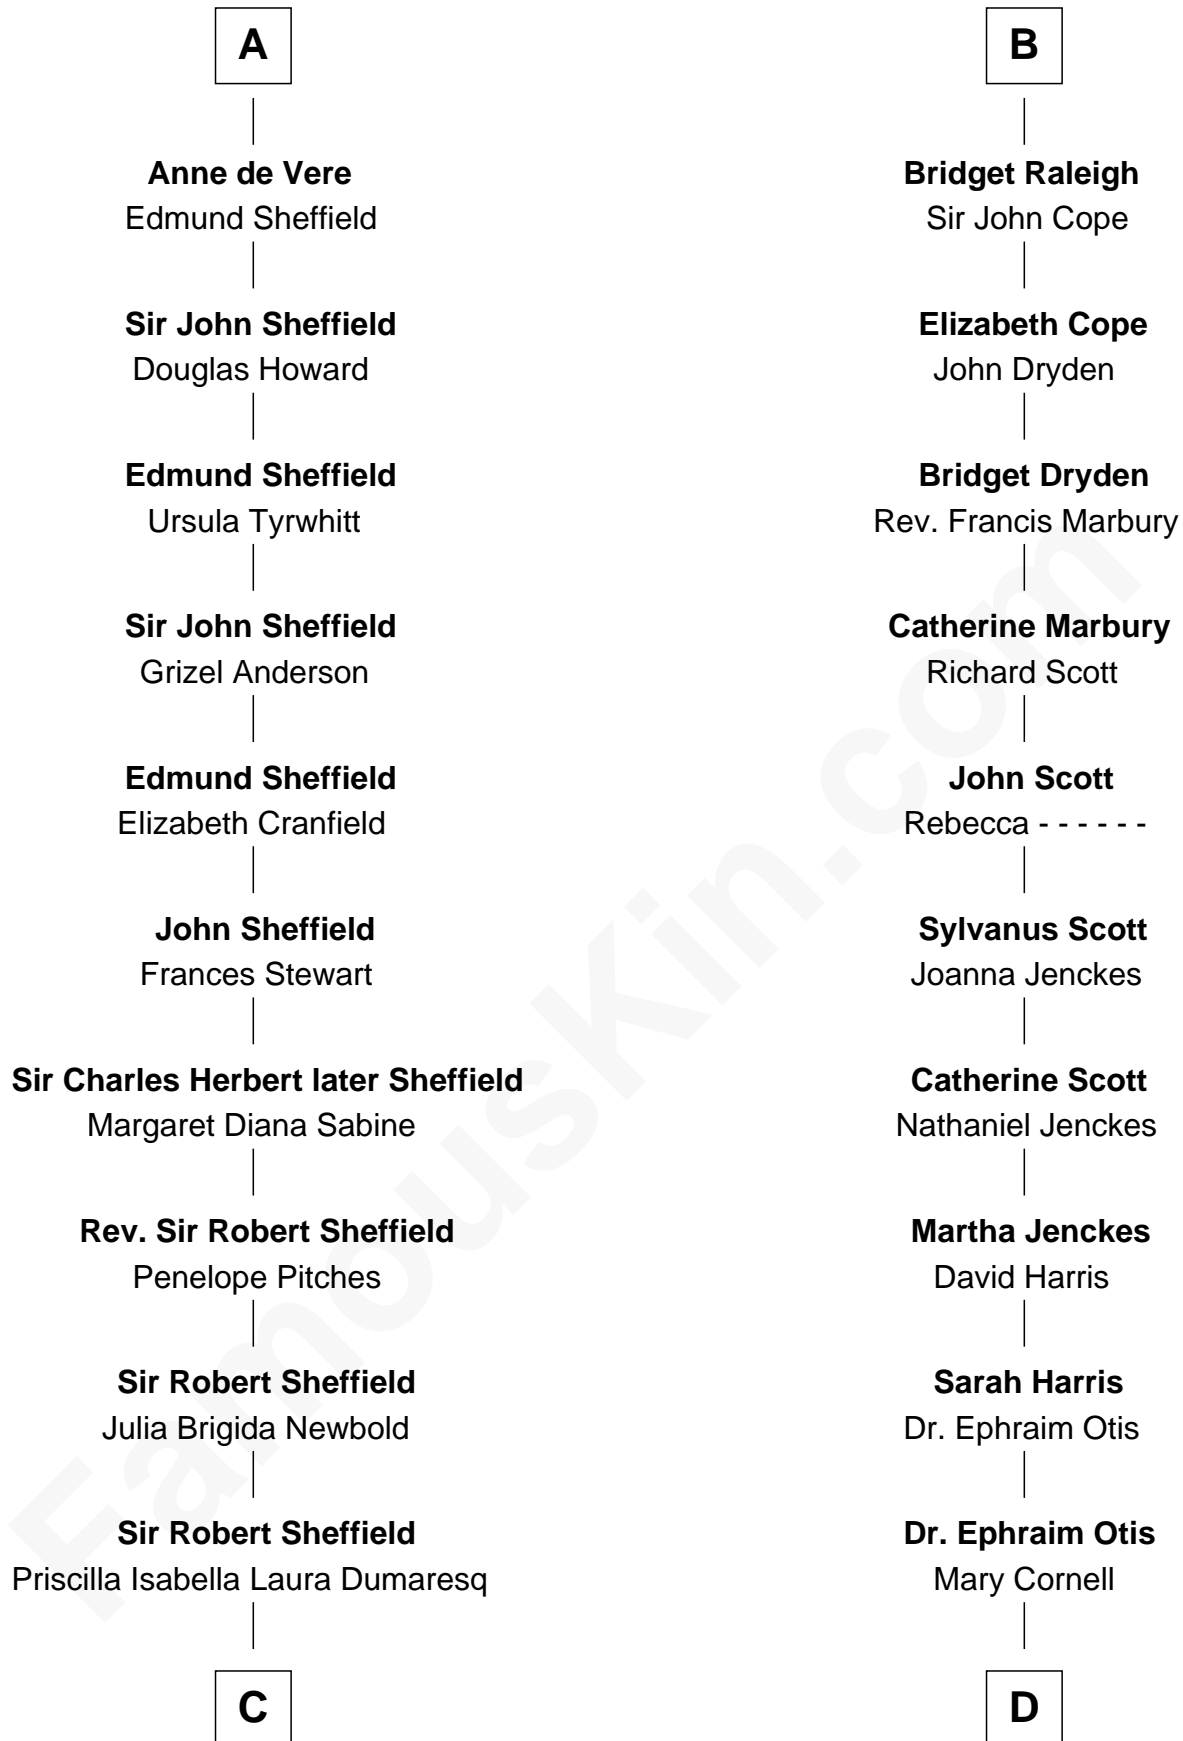 A
Anne de Vere
Edmund Sheffield
Sir John Sheffield
Douglas Howard
Edmund Sheffield
Ursula Tyrwhitt
Sir John Sheffield
Grizel Anderson
Edmund Sheffield
Elizabeth Cranfield
John Sheffield
Frances Stewart
Sir Charles Herbert later Sheffield
Margaret Diana Sabine
Rev. Sir Robert Sheffield
Penelope Pitches
Sir Robert Sheffield
Julia Brigida Newbold
Sir Robert Sheffield
Priscilla Isabella Laura Dumaresq
C
B
Bridget Raleigh
Sir John Cope
Elizabeth Cope
John Dryden
Bridget Dryden
Rev. Francis Marbury
Catherine Marbury
Richard Scott
John Scott
Rebecca - - - - - -
Sylvanus Scott
Joanna Jenckes
Catherine Scott
Nathaniel Jenckes
Martha Jenckes
David Harris
Sarah Harris
Dr. Ephraim Otis
Dr. Ephraim Otis
Mary Cornell
D
FamousKin.com